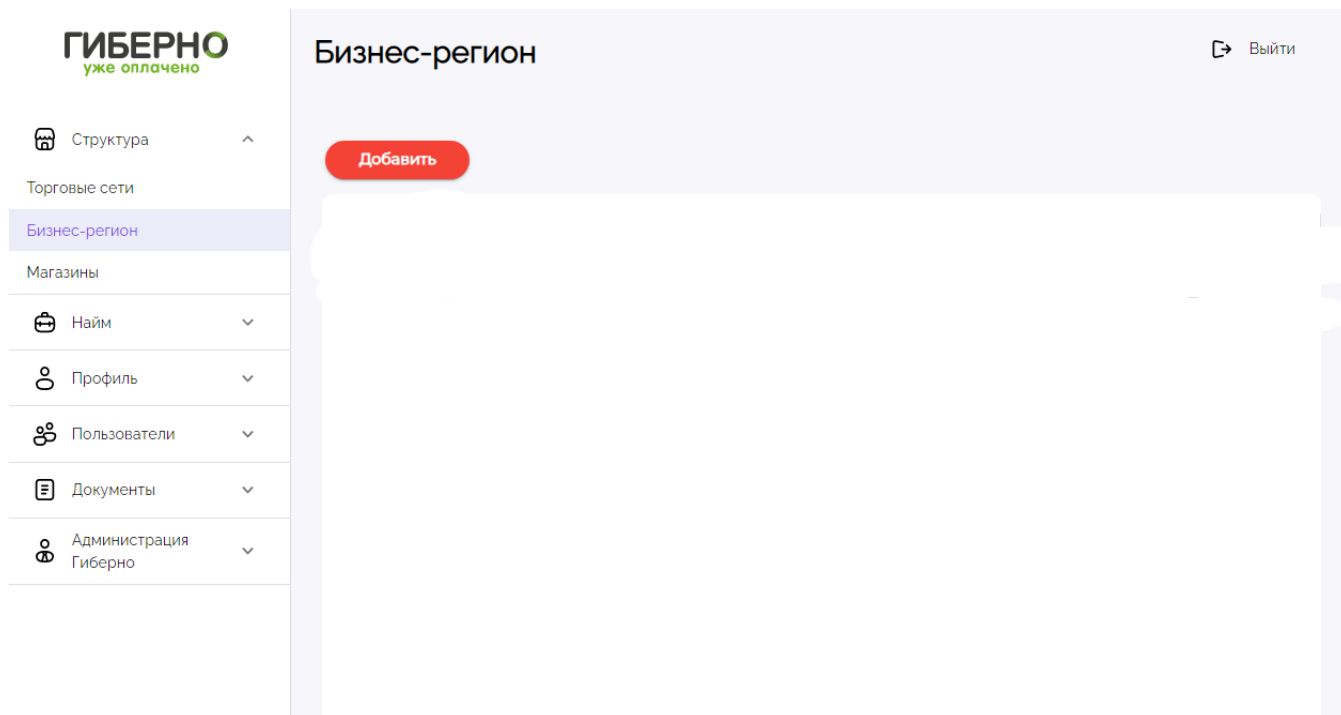 ГИБЕРНО
уже оплачено
Бизнес-регион
Выйти
Структура
Добавить
Торговые сети
Бизнес-регион
Магазины
Найм
Профиль
Пользователи
Документы
Администрация
Гиберно